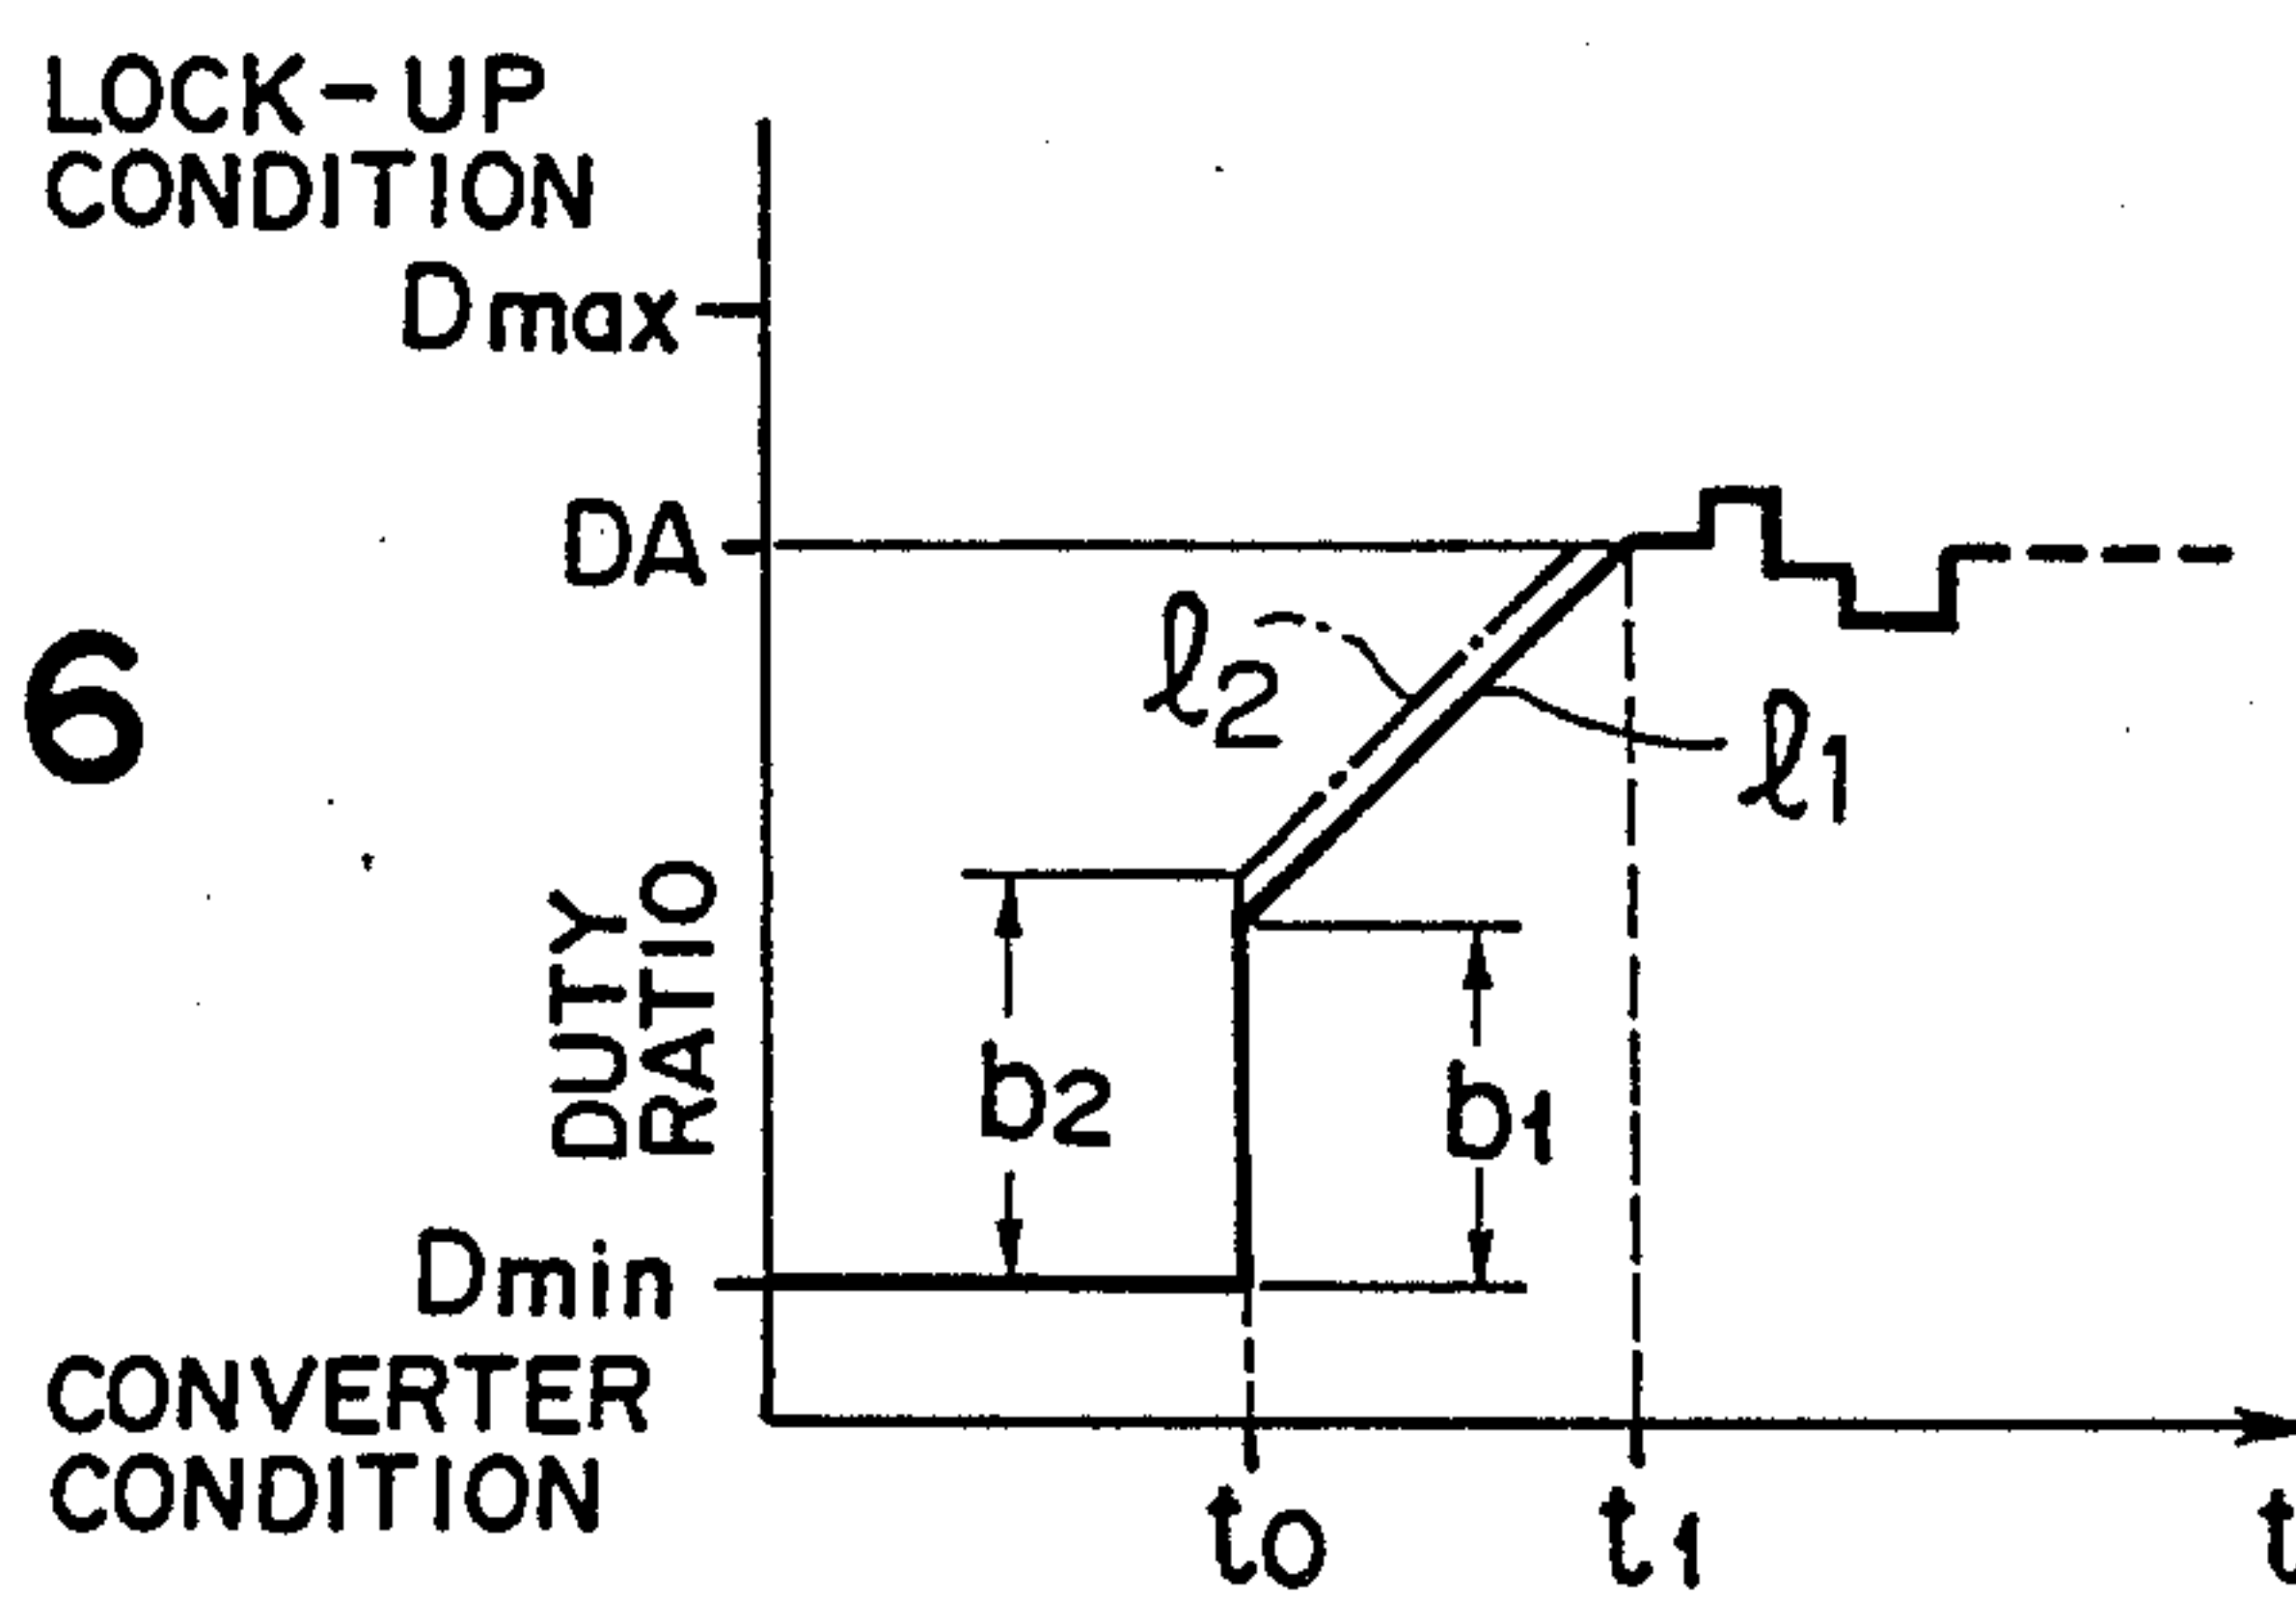 LOCK-UP
CONDITION
Dmax
DA
6
ℓ2
ℓ1
DUTY
RATIO
b2
b1
Dmin
CONVERTER
CONDITION
t0
t1
t